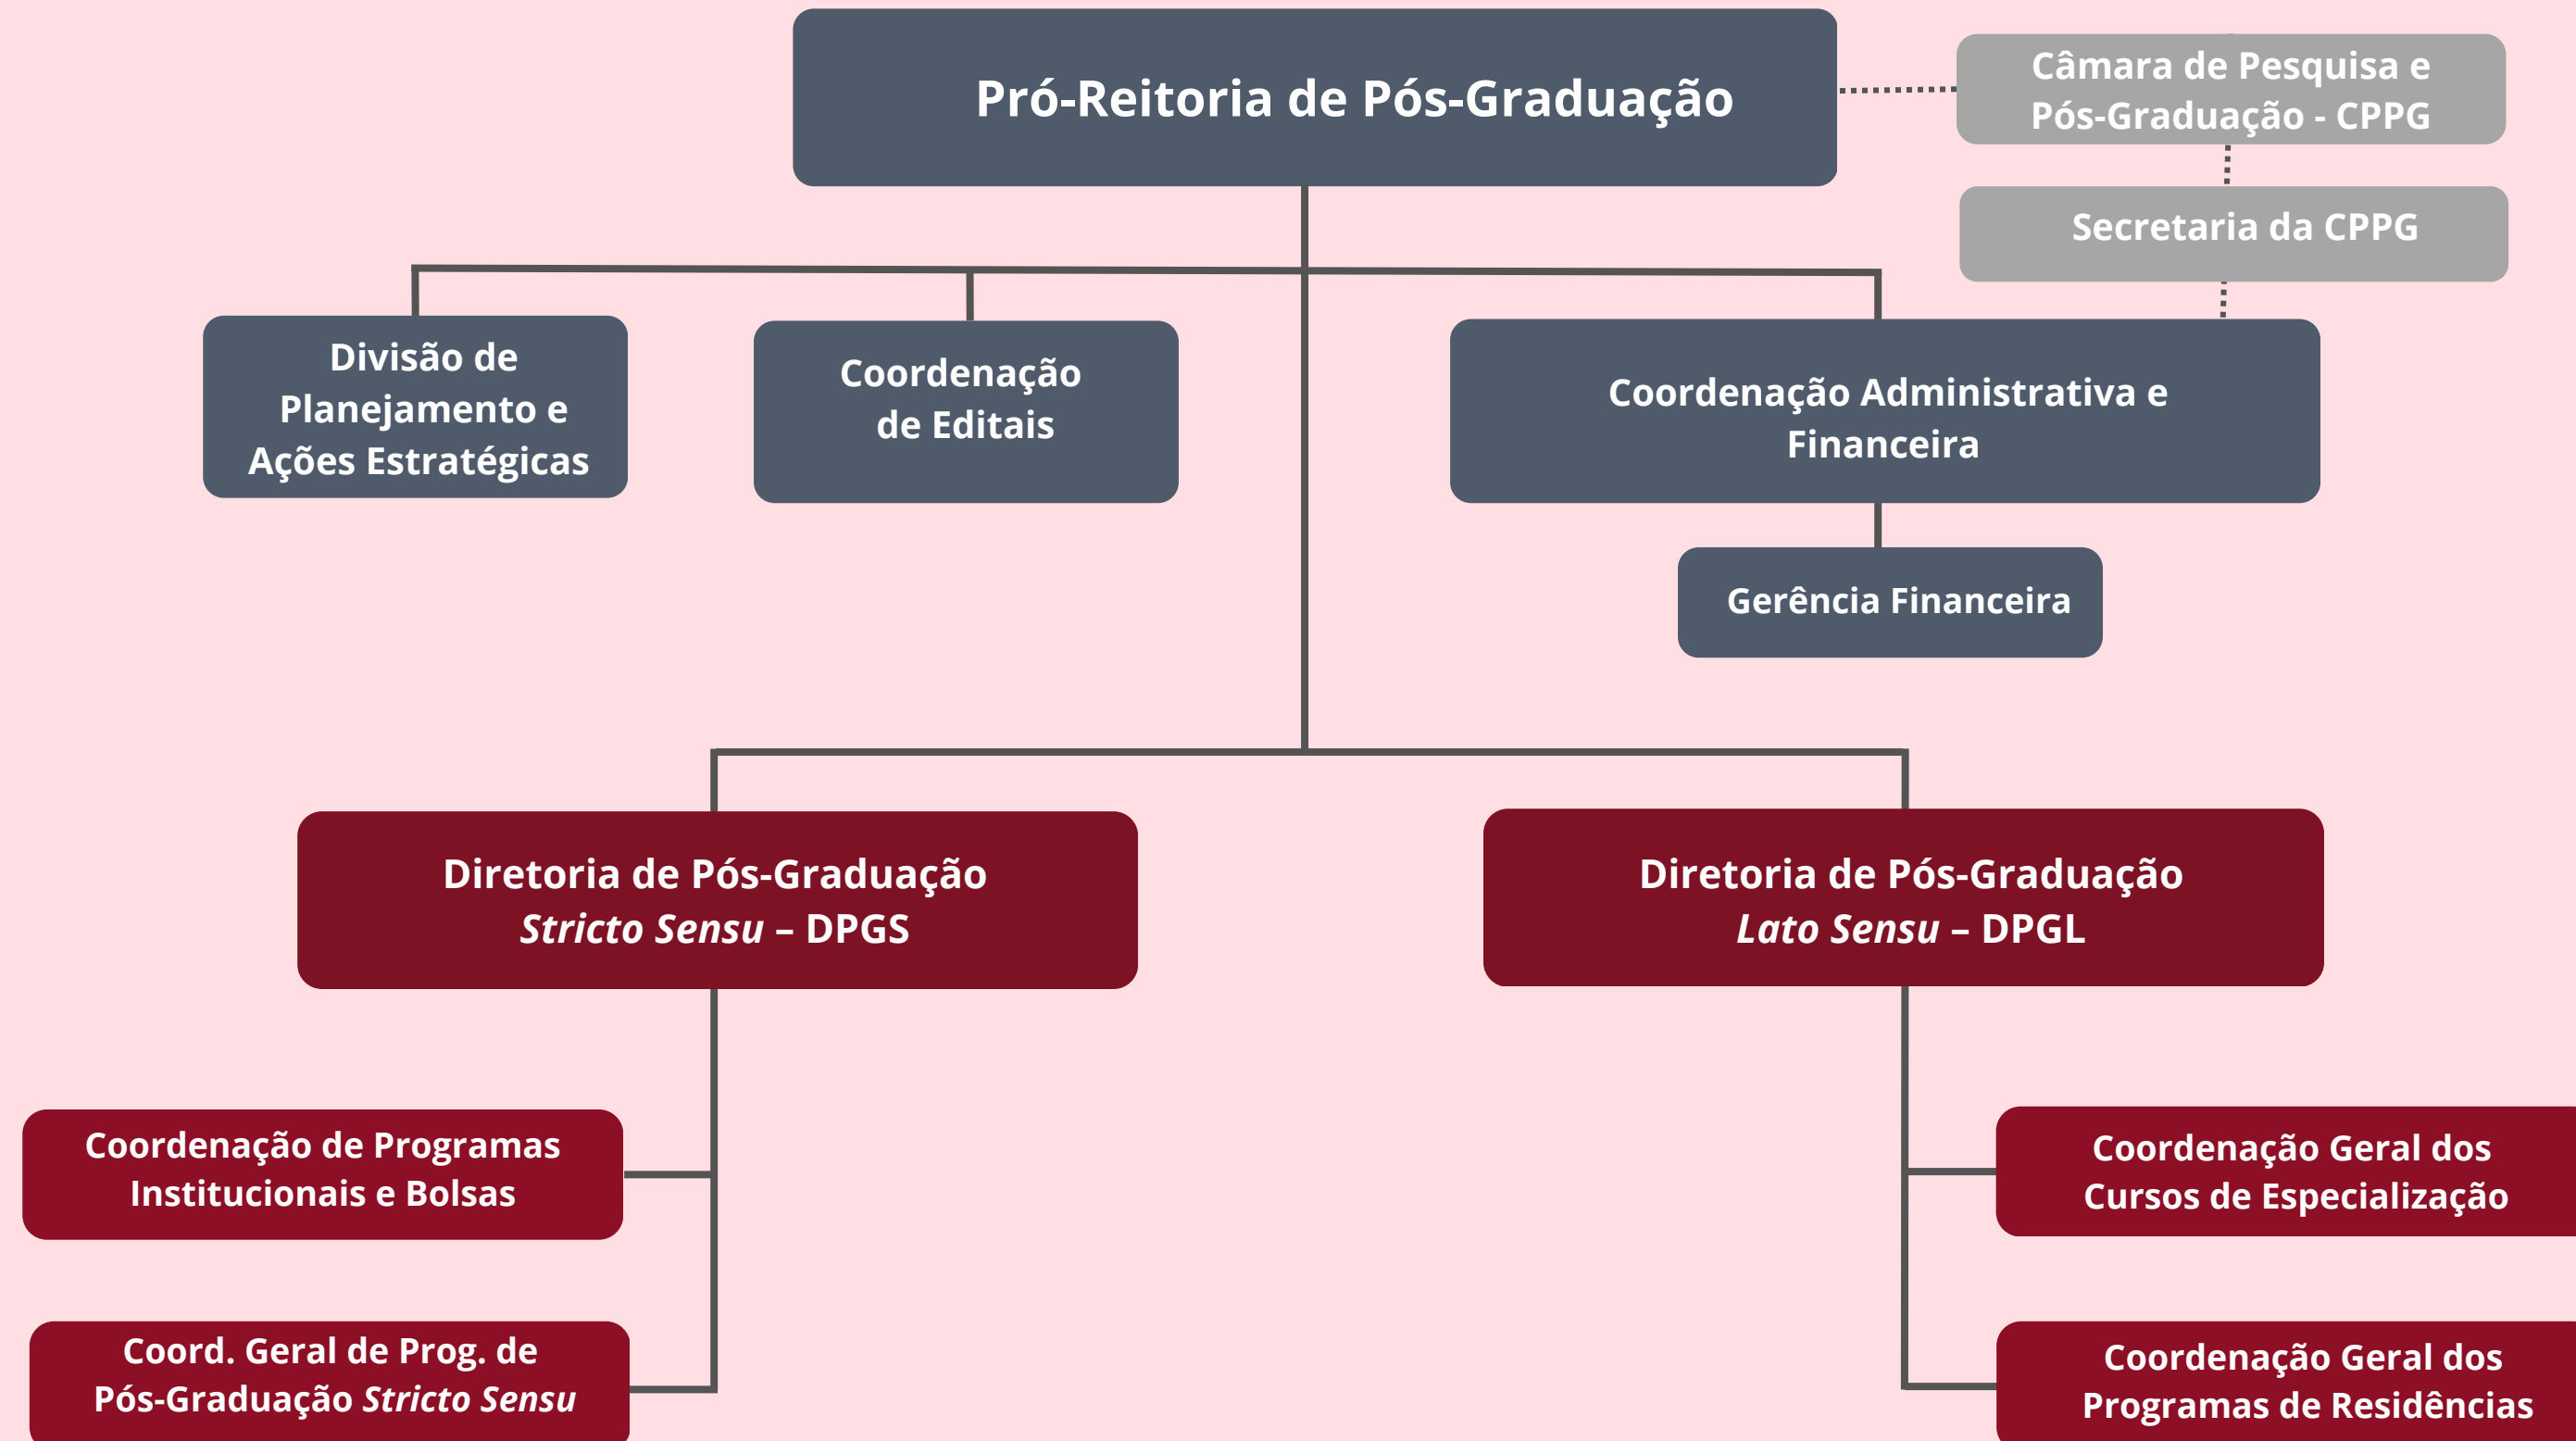 Pró-Reitoria de Pós-Graduação
Câmara de Pesquisa e
Pós-Graduação - CPPG
Secretaria da CPPG
Divisão de
Planejamento e
Ações Estratégicas
Coordenação
de Editais
Coordenação Administrativa e
Financeira
Gerência Financeira
Diretoria de Pós-Graduação
Stricto Sensu – DPGS
Diretoria de Pós-Graduação
Lato Sensu – DPGL
Coordenação de Programas
Institucionais e Bolsas
Coordenação Geral dos
Cursos de Especialização
Coord. Geral de Prog. de
Pós-Graduação Stricto Sensu
Coordenação Geral dos
Programas de Residências